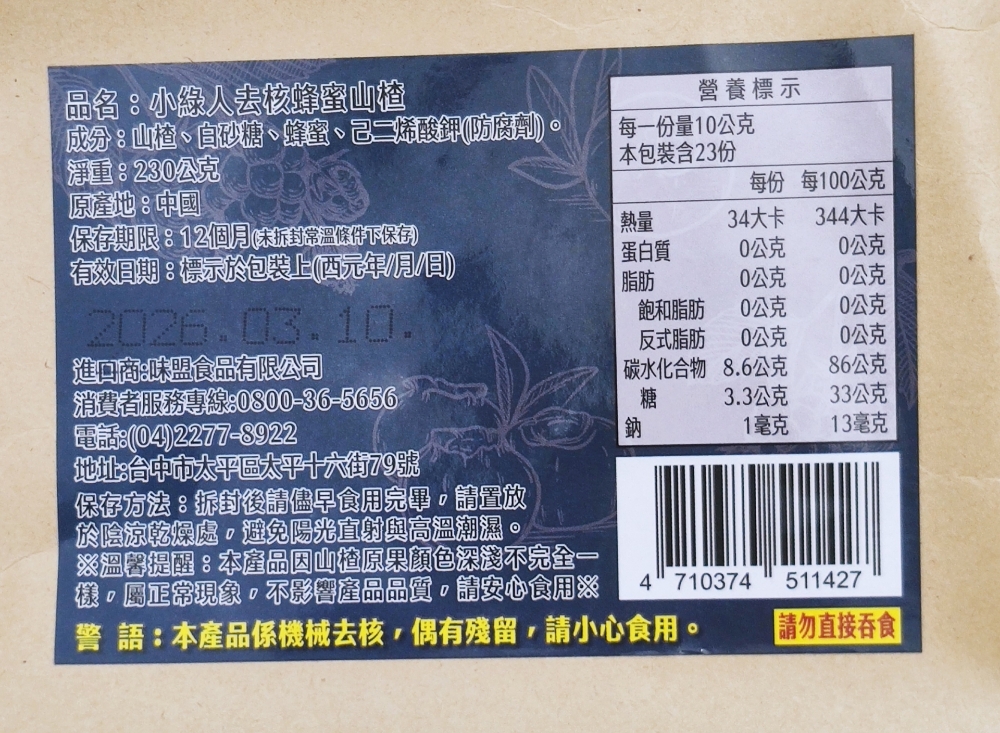 品名：小綠人去核蜂蜜山楂
成分：山楂、白砂糖、蜂蜜、己二烯酸鉀(防腐劑)。
淨重：230公克
原產地：中國
保存期限：12個月(未拆封常溫條件下保存)
有效日期：標示於包裝上(西元年/月/日)
2026.03.10.
進口商:味盟食品有限公司
消費者服務專線:0800-36-5656
電話:(04)2277-8922
地址:台中市太平區太平十六街79號
保存方法：拆封後請儘早食用完畢，請置放
於陰涼乾燥處，避免陽光直射與高溫潮濕。
※溫馨提醒：本產品因山楂原果顏色深淺不完全一
樣，屬正常現象，不影響產品品質，請安心食用※
警 語：本產品係機械去核，偶有殘留，請小心食用。
營養標示
每一份量10公克
本包裝含23份
每份 每100公克
熱量 34大卡 344大卡
蛋白質 0公克 0公克
脂肪 0公克 0公克
飽和脂肪 0公克 0公克
反式脂肪 0公克 0公克
碳水化合物 8.6公克 86公克
糖 3.3公克 33公克
鈉 1毫克 13毫克
4 710374 511427
請勿直接吞食